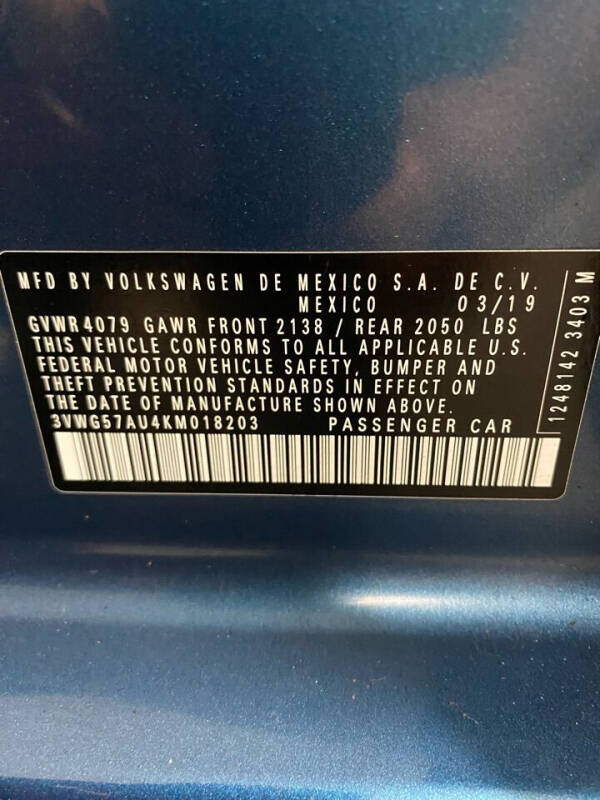 MFD BY VOLKSWAGEN DE MEXICO S.A. DE C.V.
MEXICO 03/19
GVWR 4079 GAWR FRONT 2138 / REAR 2050 LBS
THIS VEHICLE CONFORMS TO ALL APPLICABLE U.S.
FEDERAL MOTOR VEHICLE SAFETY, BUMPER AND
THEFT PREVENTION STANDARDS IN EFFECT ON
THE DATE OF MANUFACTURE SHOWN ABOVE.
3VWG57AU4KM018203 PASSENGER CAR
1248142 3403 M